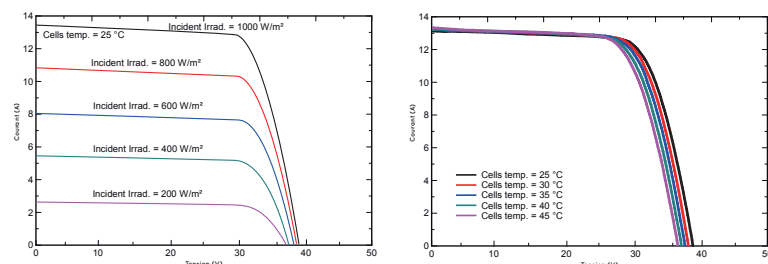 14
12
10
8
6
4
2
0
Courant (A)
Incident Irrad. = 1000 W/m²
Cells temp. = 25 °C
Incident Irrad. = 800 W/m²
Incident Irrad. = 600 W/m²
Incident Irrad. = 400 W/m²
Incident Irrad. = 200 W/m²
0 10 20 30 40 50
Tension (V)
14
12
10
8
6
4
2
0
Courant (A)
Cells temp. = 25 °C
Cells temp. = 30 °C
Cells temp. = 35 °C
Cells temp. = 40 °C
Cells temp. = 45 °C
0 10 20 30 40 50
Tension (V)